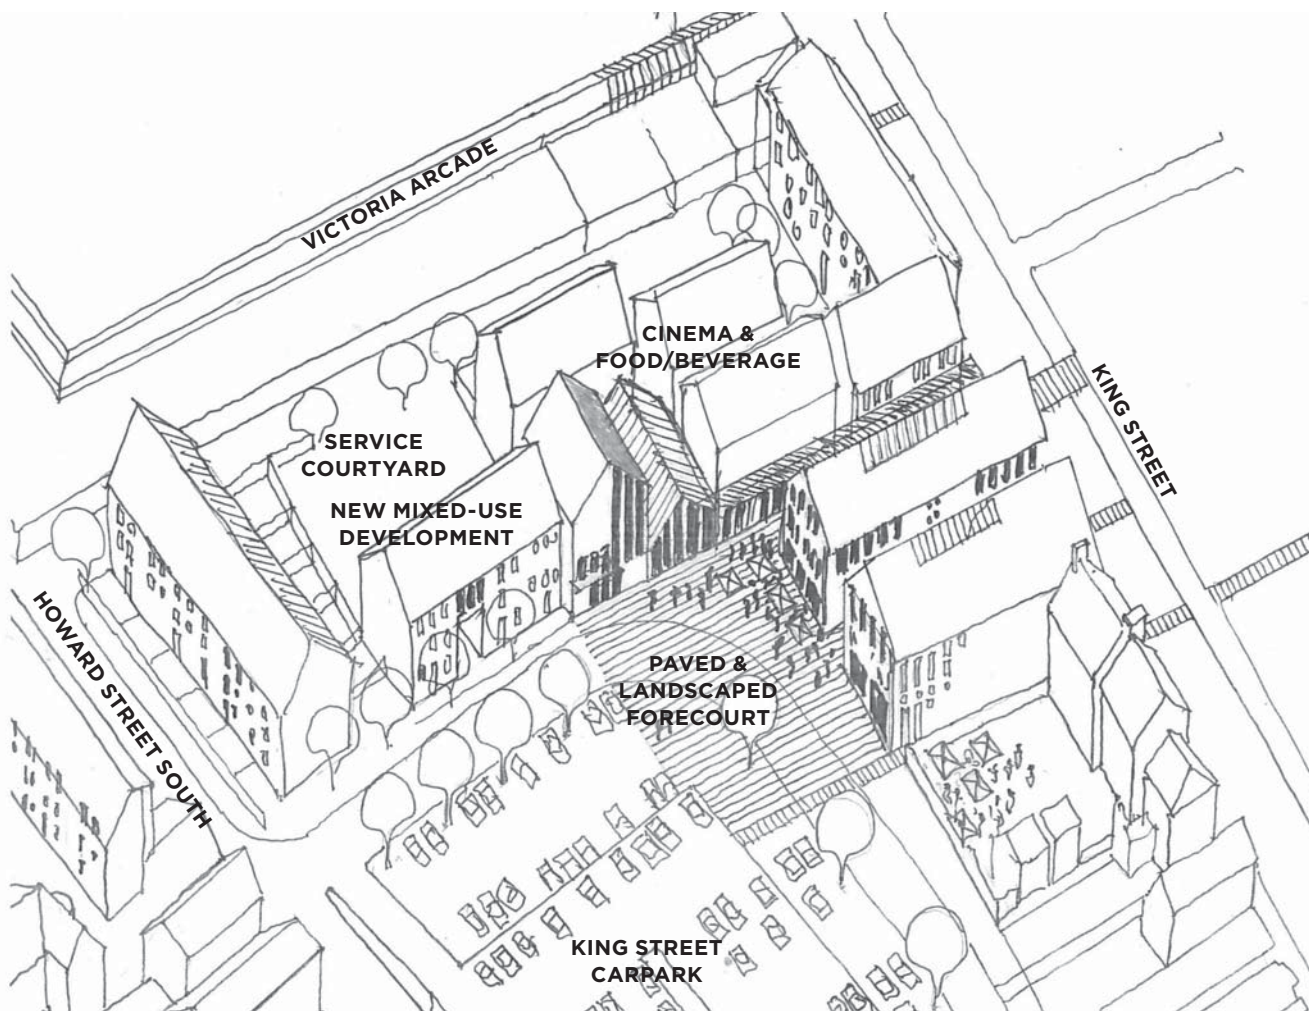 VICTORIA ARCADE
CINEMA &
FOOD/BEVERAGE
KING STREET
SERVICE
COURTYARD
NEW MIXED-USE
DEVELOPMENT
HOWARD STREET SOUTH
PAVED &
LANDSCAPED
FORECOURT
KING STREET
CARPARK